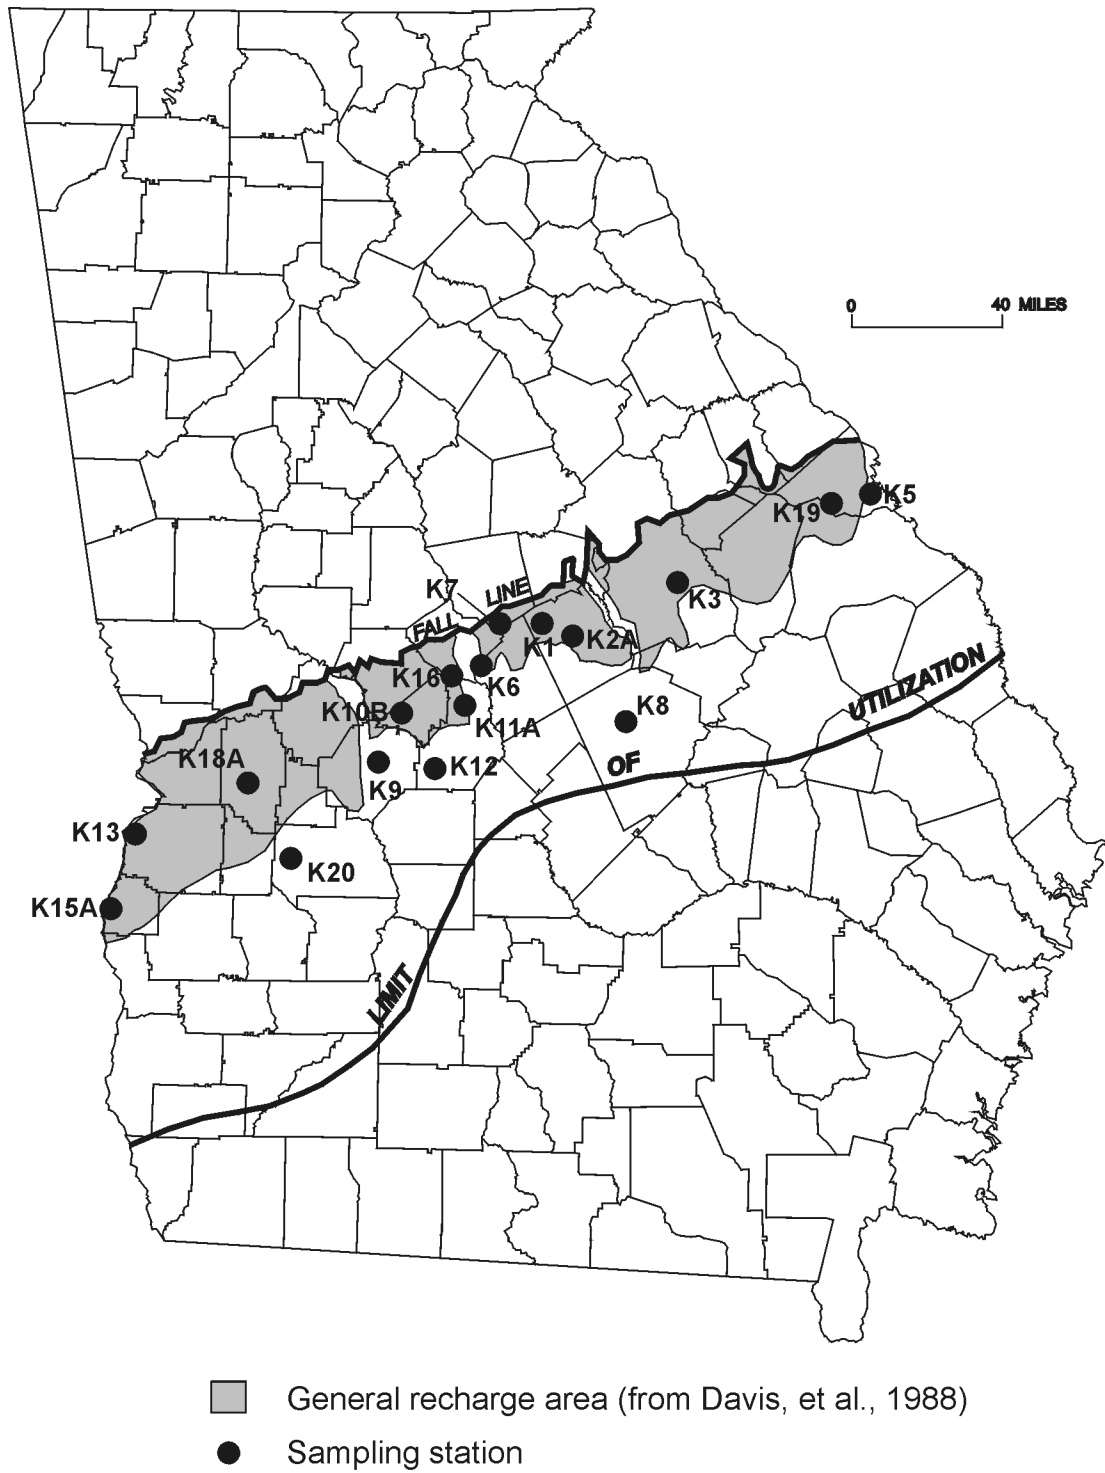 0 40 MILES
K5
K19
K7
LINE
FALL
K3
K1
K2A
K16
K6
UTILIZATION
K10B
K11A
K8
K18A
OF
K12
K9
K13
K20
K15A
LIMIT
General recharge area (from Davis, et al., 1988)
Sampling station